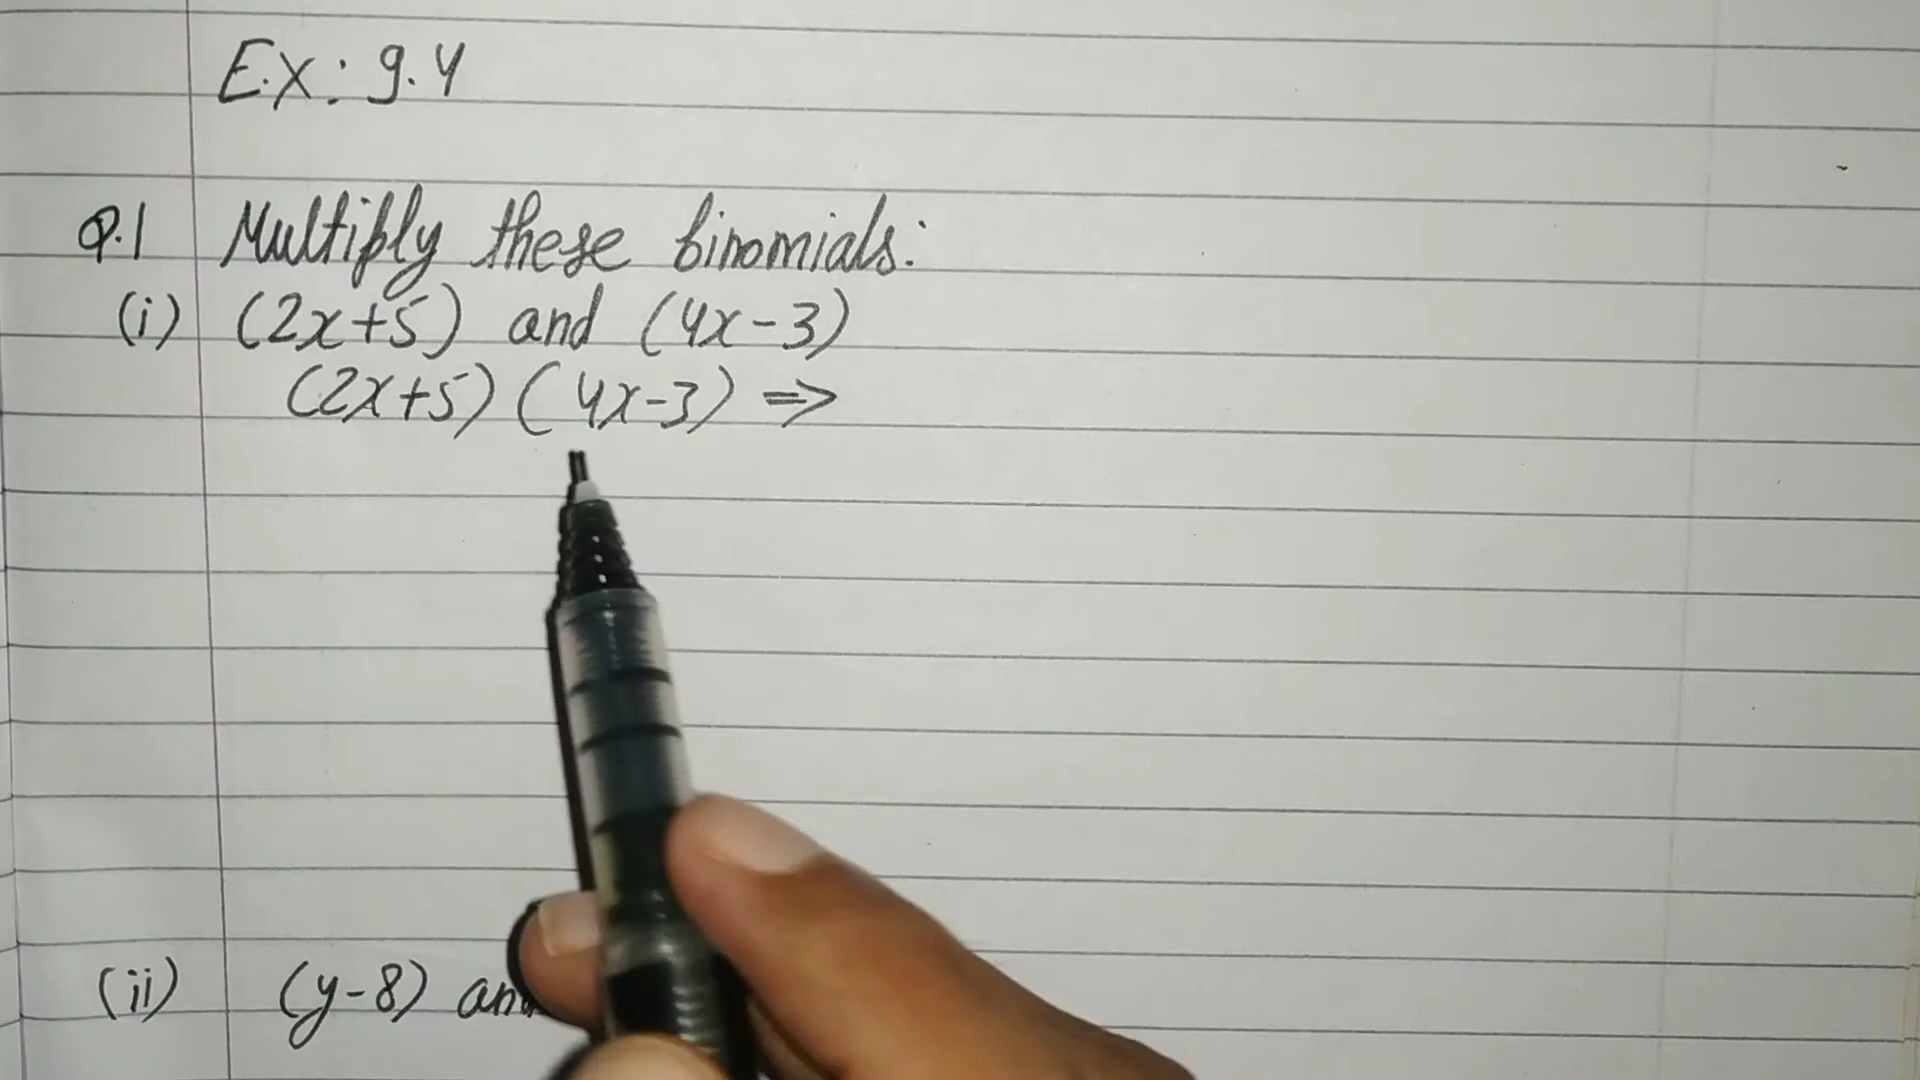 Ex: 9.4
Q.1 Multiply these binomials:
(i) (2x+5) and (4x-3)
(2x+5) (4x-3) ⇒
(ii) (y-8)